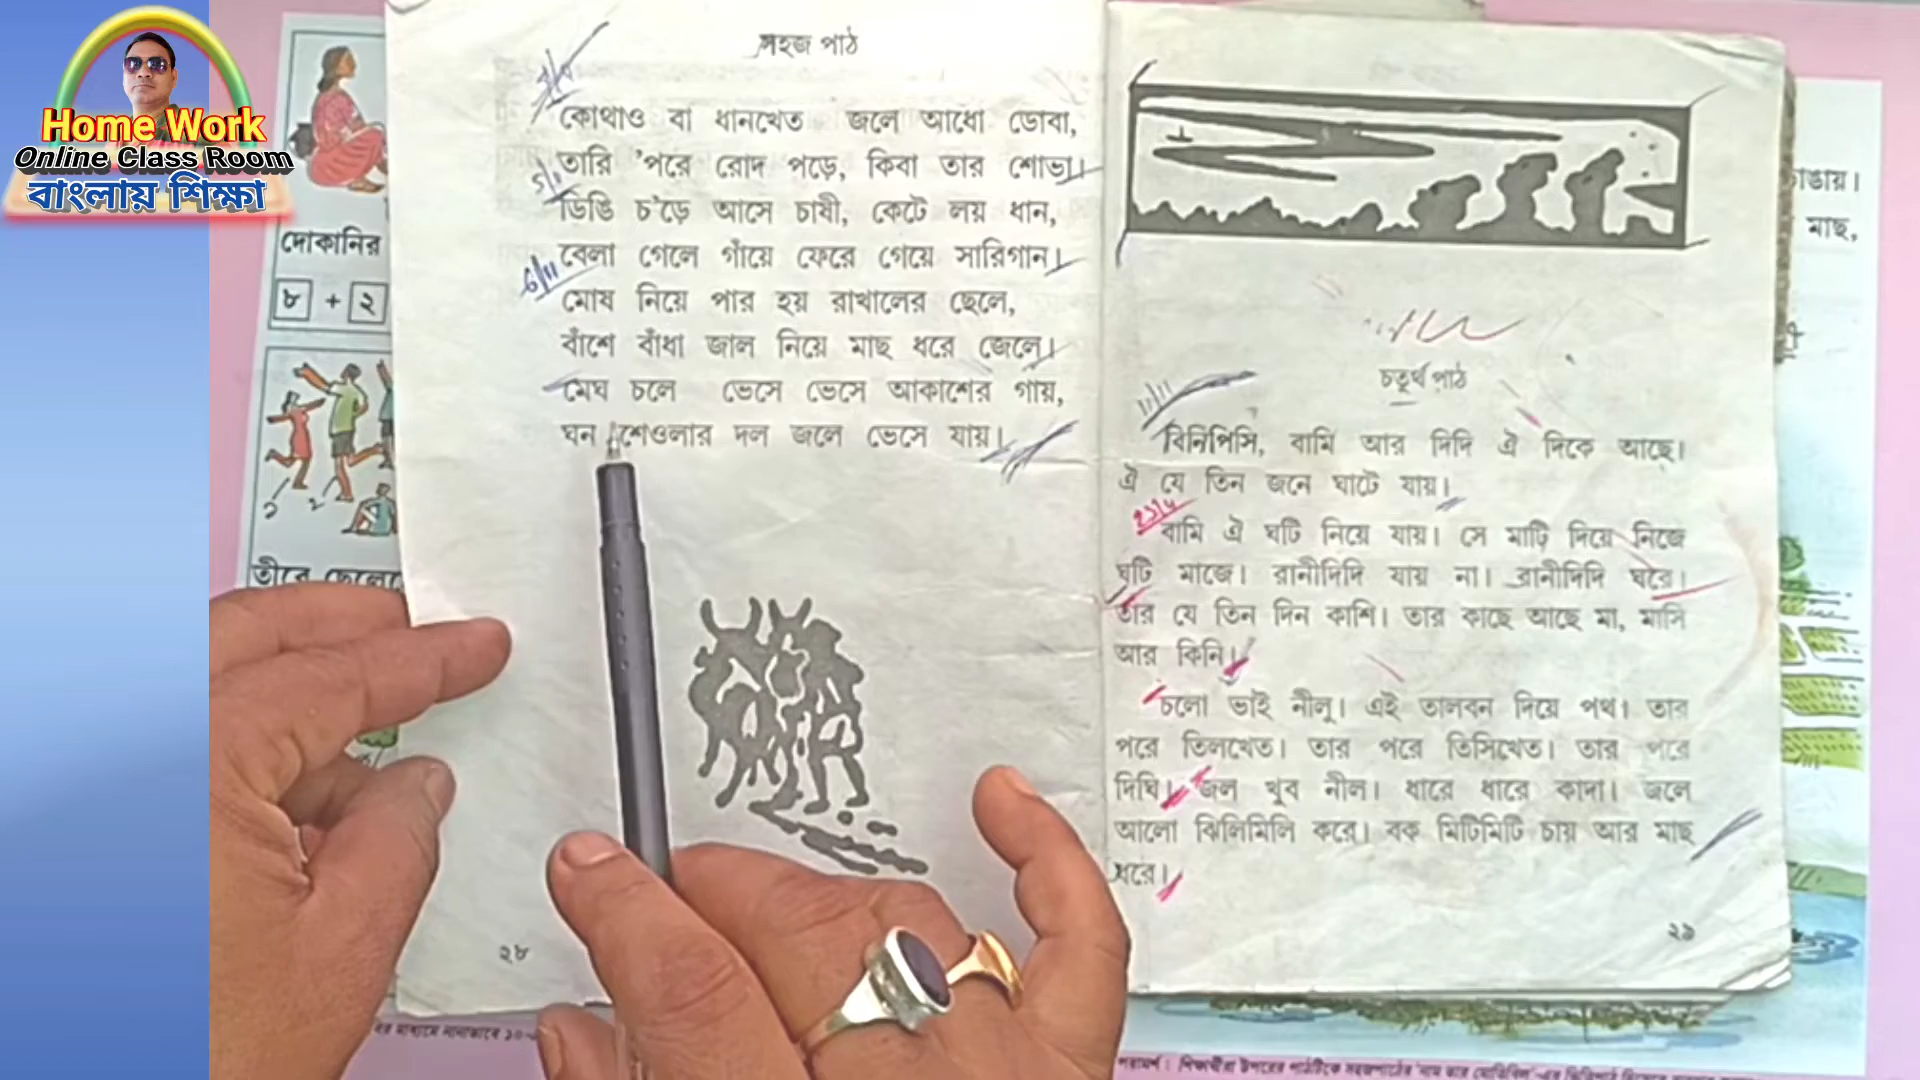 Home Work
Online Class Room
বাংলায় শিক্ষা
দোকানির
৮ + ২
তীরে
সহজ পাঠ
কোথাও বা ধানখেত জলে আধো ডোবা,
তারি ’পরে রোদ পড়ে, কিবা তার শোভা।
ডিঙি চ’ড়ে আসে চাষী, কেটে লয় ধান,
বেলা গেলে গাঁয়ে ফেরে গেয়ে সারিগান।
মোষ নিয়ে পার হয় রাখালের ছেলে,
বাঁশে বাঁধা জাল নিয়ে মাছ ধরে জেলে।
মেঘ চলে ভেসে ভেসে আকাশের গায়,
ঘন শেওলার দল জলে ভেসে যায়।
২৮
চতুর্থ পাঠ
বিনিপিসি, বামি আর দিদি ঐ দিকে আছে।
ঐ যে তিন জনে ঘাটে যায়।
বামি ঐ ঘটি নিয়ে যায়। সে মাটি দিয়ে নিজে
ঘটি মাজে। রানীদিদি যায় না। রানীদিদি ঘরে।
তার যে তিন দিন কাশি। তার কাছে আছে মা, মাসি
আর কিনি।
চলো ভাই নীলু। এই তালবন দিয়ে পথ। তার
পরে তিলখেত। তার পরে তিসিখেত। তার পরে
দিঘি। জল খুব নীল। ধারে ধারে কাদা। জলে
আলো ঝিলিমিলি করে। বক মিটিমিটি চায় আর মাছ
ধরে।
২৯
মাছ,